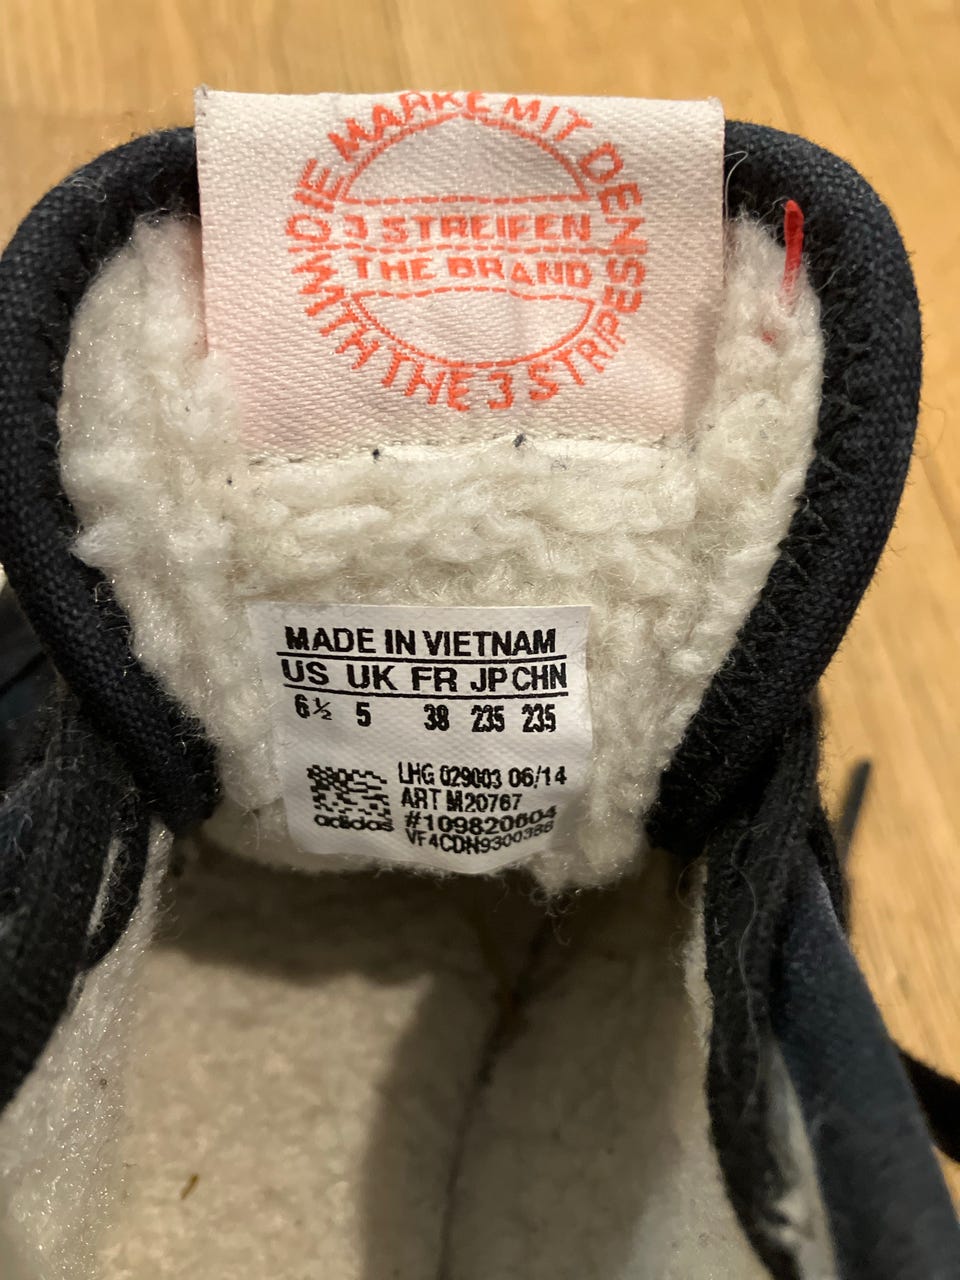 DIE MARKE MIT DEN
3 STREIFEN
THE BRAND
WITH THE 3 STRIPES
MADE IN VIETNAM
US UK FR JP CHN
6½ 5 38 235 235
LHG 029003 06/14
ART M20767
adidas #109820604
VF4CDN9300386